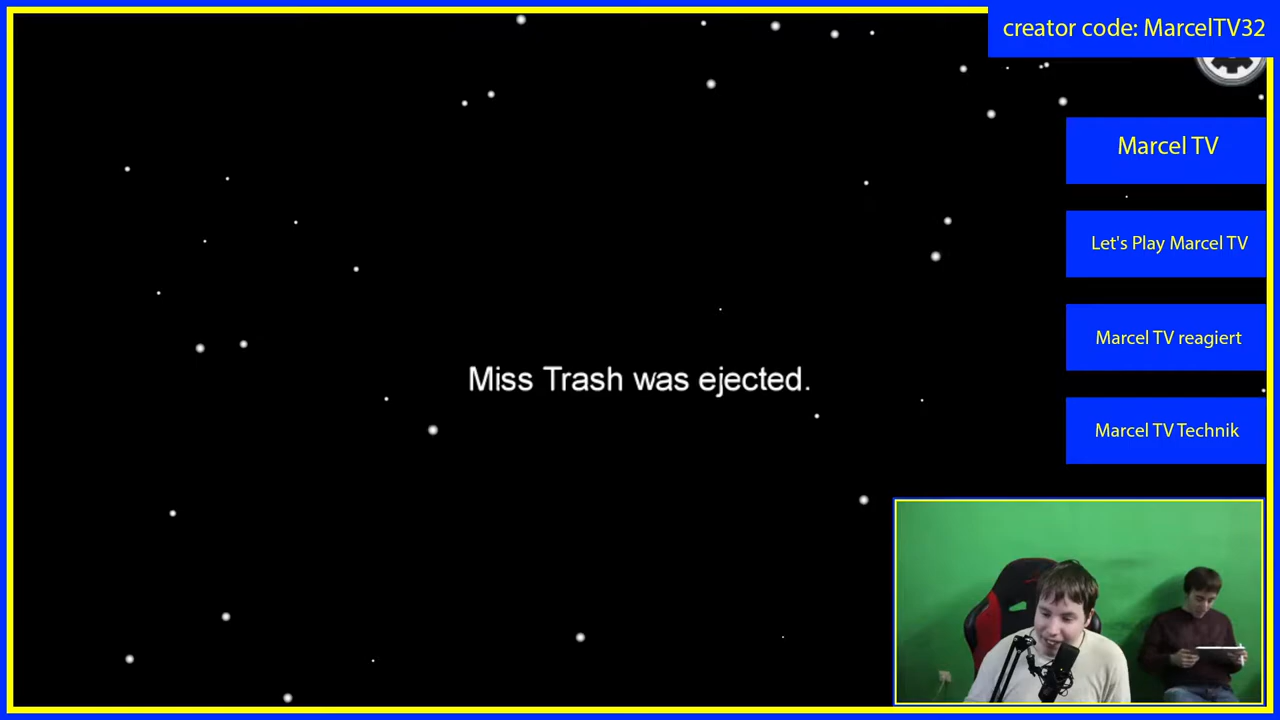 creator code: MarcelTV32
Marcel TV
Let's Play Marcel TV
Marcel TV reagiert
Miss Trash was ejected.
Marcel TV Technik